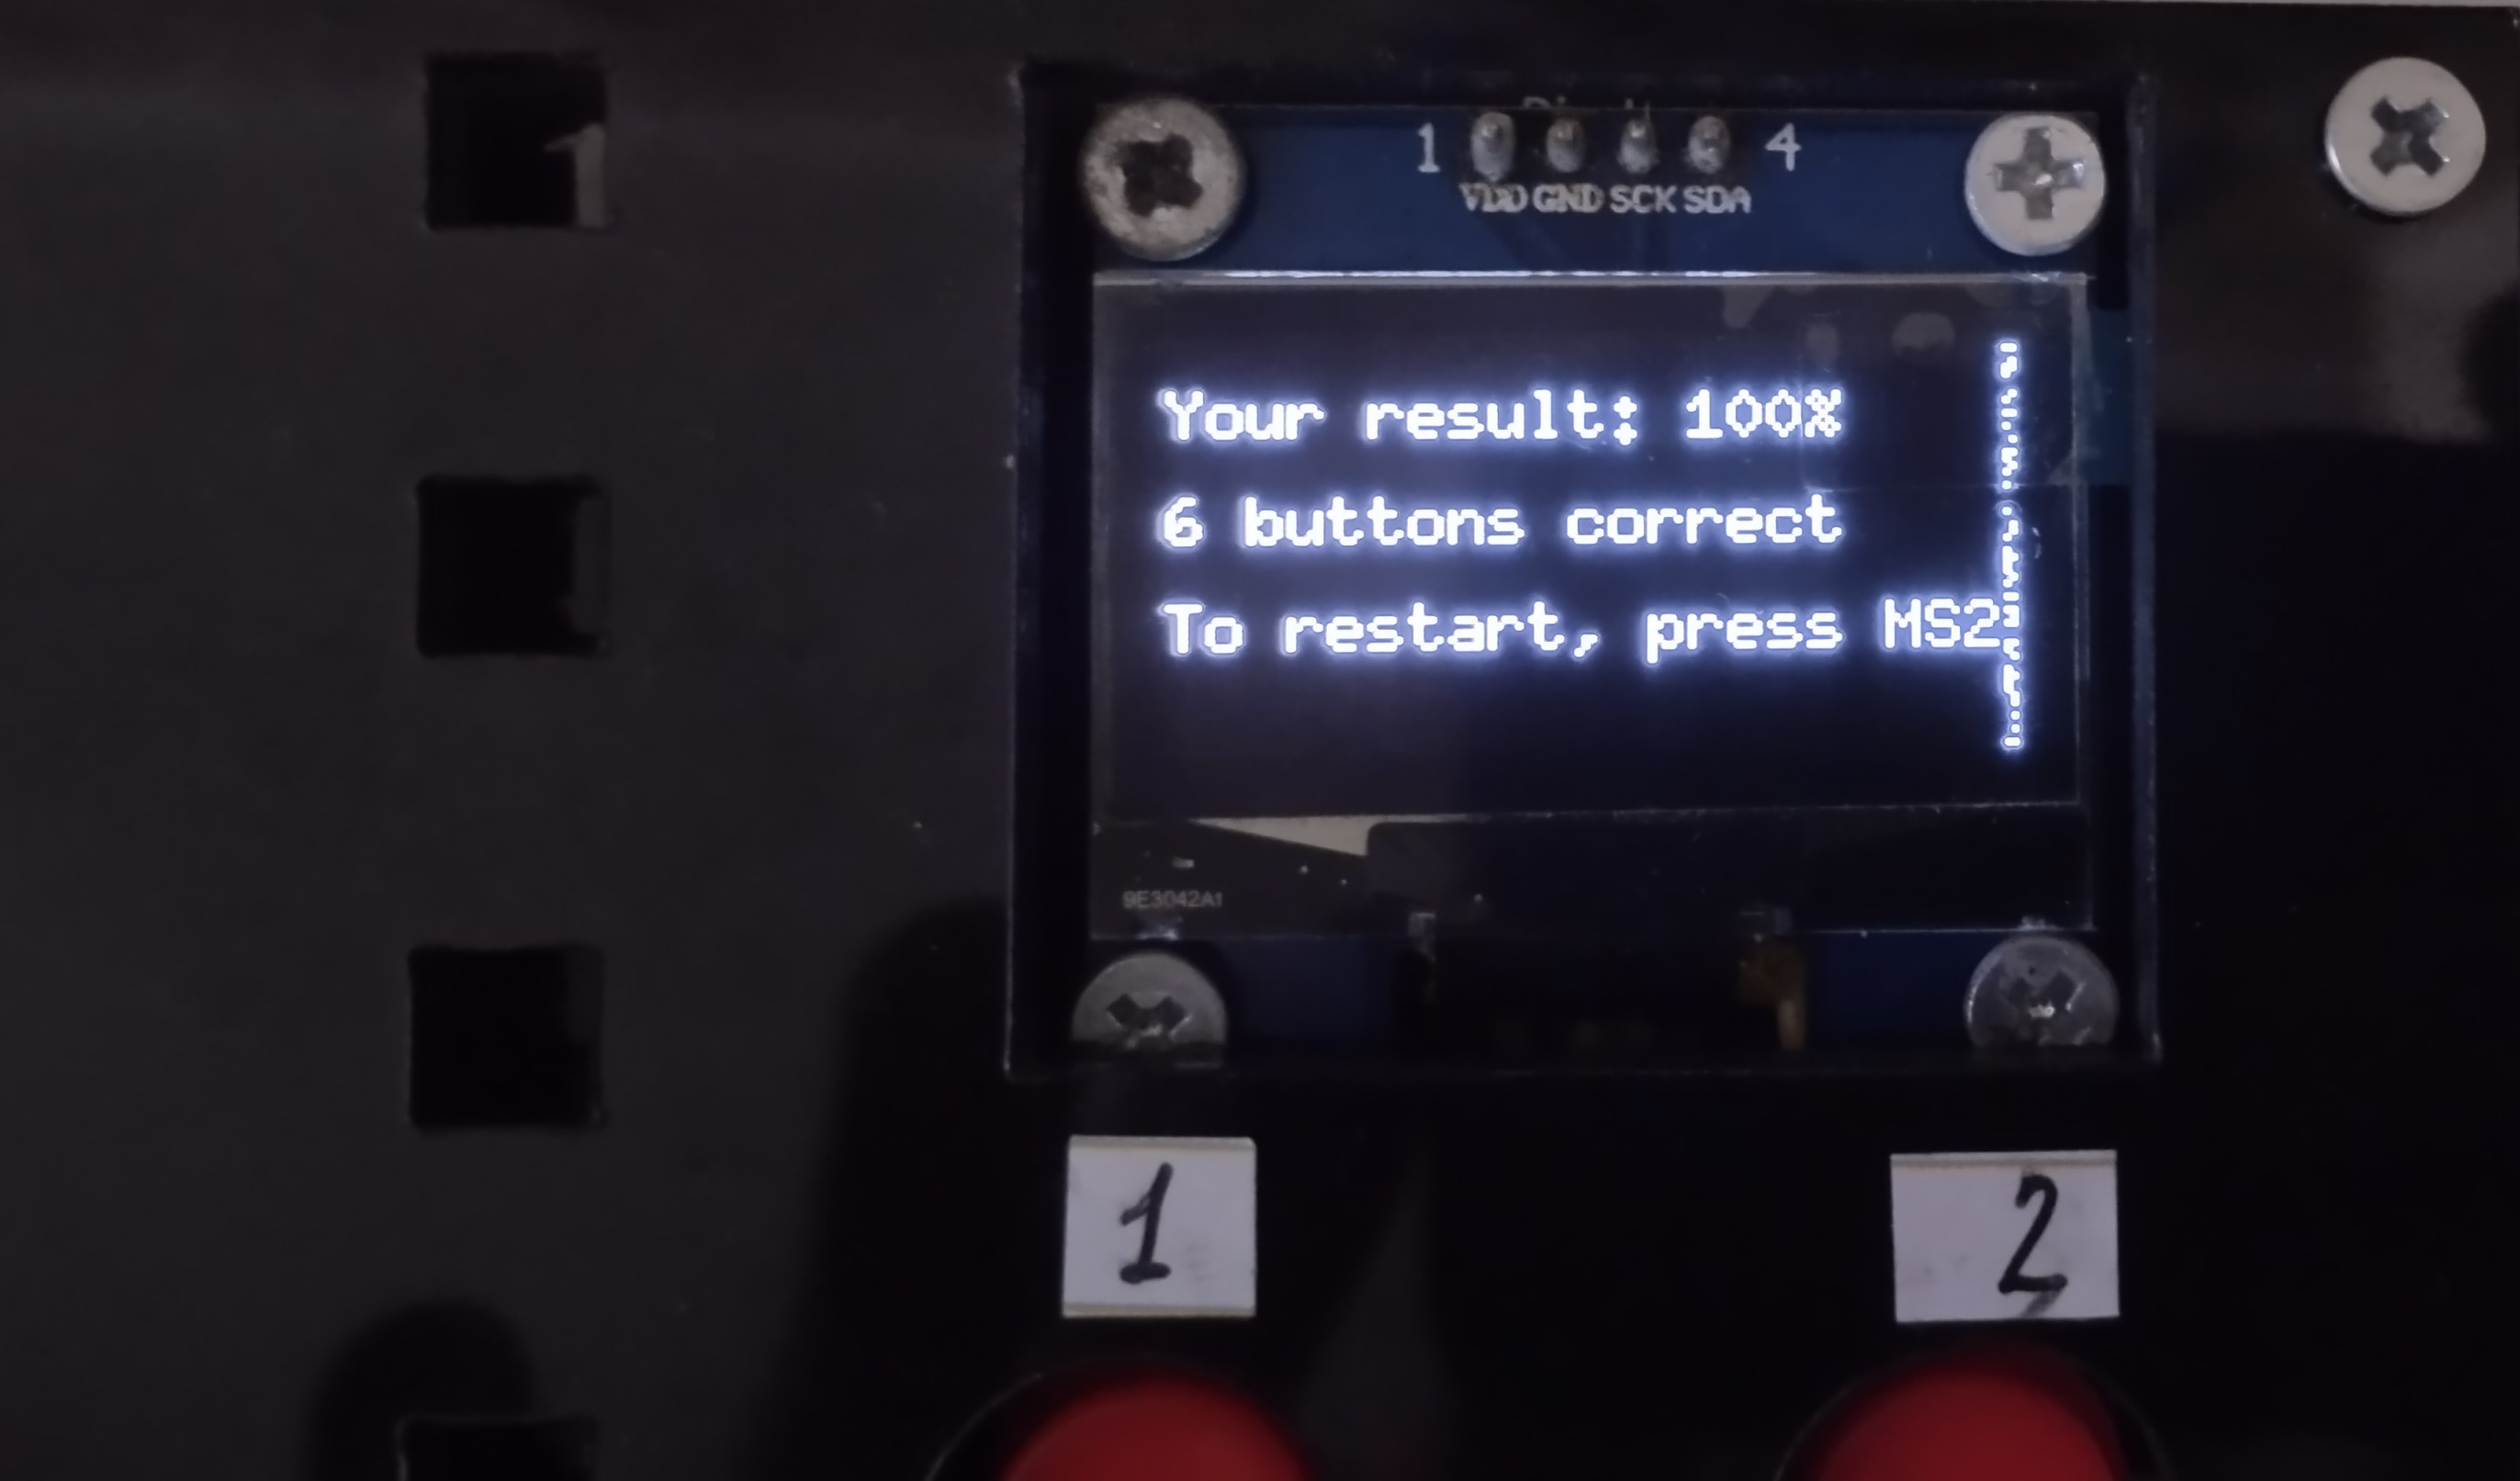 1 4
VDD GND SCK SDA
Your result: 100%
6 buttons correct
To restart, press MS2
9E3042A1
1 2